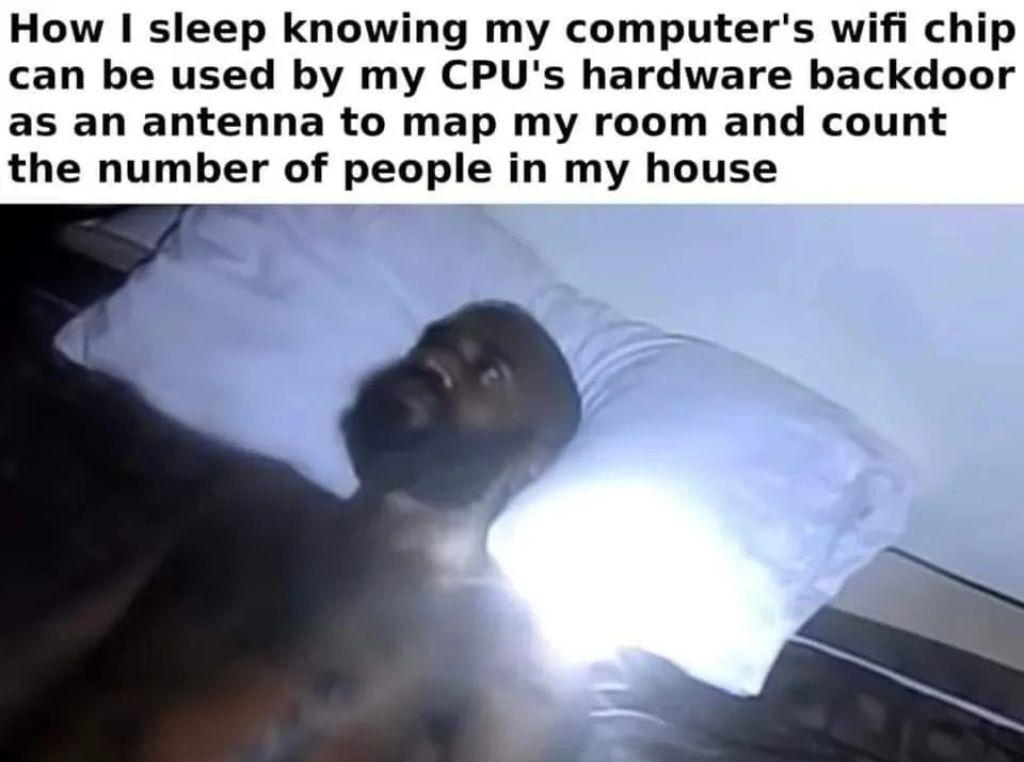 How I sleep knowing my computer's wifi chip
can be used by my CPU's hardware backdoor
as an antenna to map my room and count
the number of people in my house